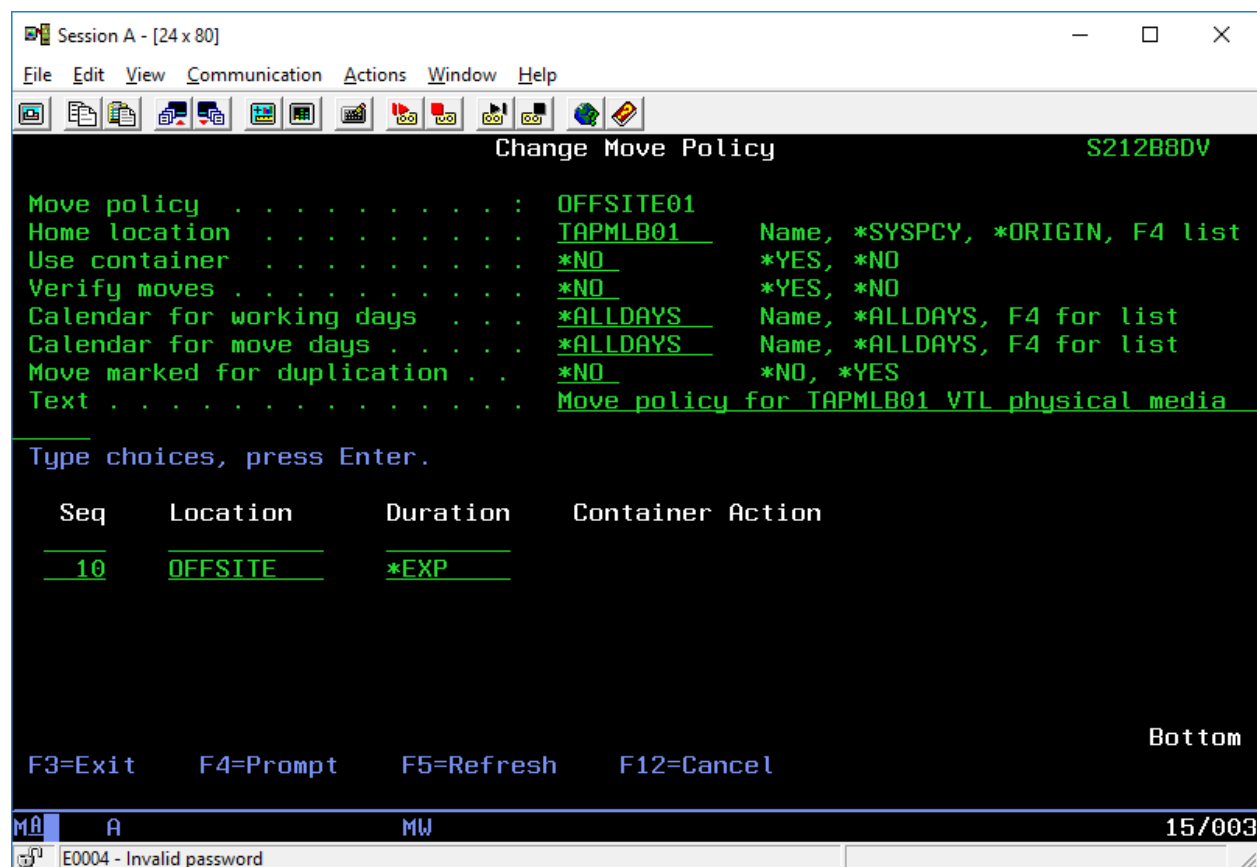 Session A - [24 x 80]
File Edit View Communication Actions Window Help
Change Move Policy S212B8DV
Move policy . . . . . . . . . : OFFSITE01
Home location . . . . . . . . . TAPMLB01 Name, *SYSPCY, *ORIGIN, F4 list
Use container . . . . . . . . . *NO *YES, *NO
Verify moves . . . . . . . . . . *NO *YES, *NO
Calendar for working days . . . *ALLDAYS Name, *ALLDAYS, F4 for list
Calendar for move days . . . . . *ALLDAYS Name, *ALLDAYS, F4 for list
Move marked for duplication . . *NO *NO, *YES
Text . . . . . . . . . . . . . . Move policy for TAPMLB01 VTL physical media
Type choices, press Enter.
Seq Location Duration Container Action
10 OFFSITE *EXP
Bottom
F3=Exit F4=Prompt F5=Refresh F12=Cancel
MA A MW 15/003
E0004 - Invalid password